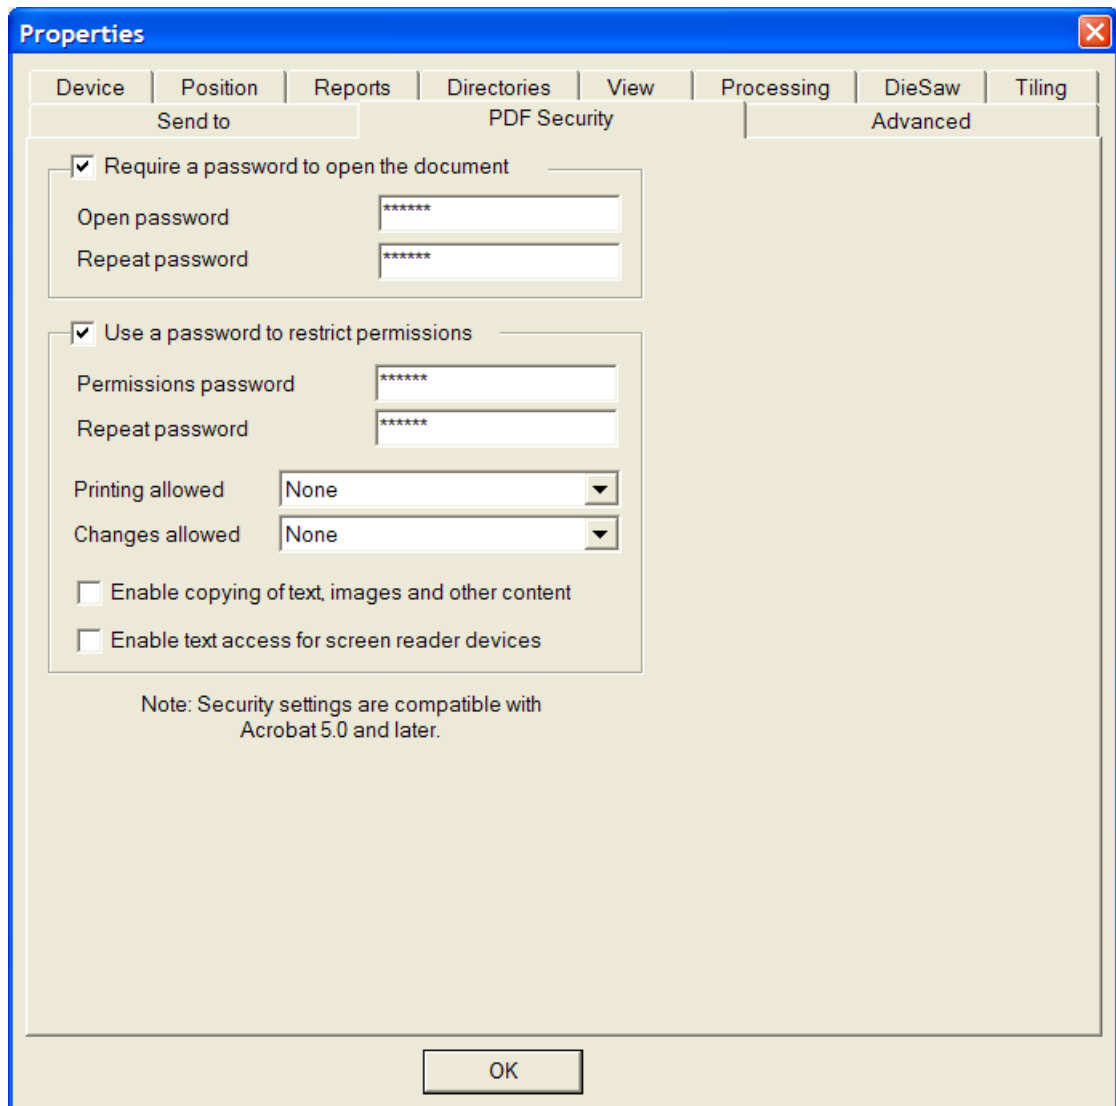 Properties
Device Position Reports Directories View Processing DieSaw Tiling
Send to PDF Security Advanced
Require a password to open the document
Open password ******
Repeat password ******
Use a password to restrict permissions
Permissions password ******
Repeat password ******
Printing allowed None
Changes allowed None
Enable copying of text, images and other content
Enable text access for screen reader devices
Note: Security settings are compatible with
Acrobat 5.0 and later.
OK